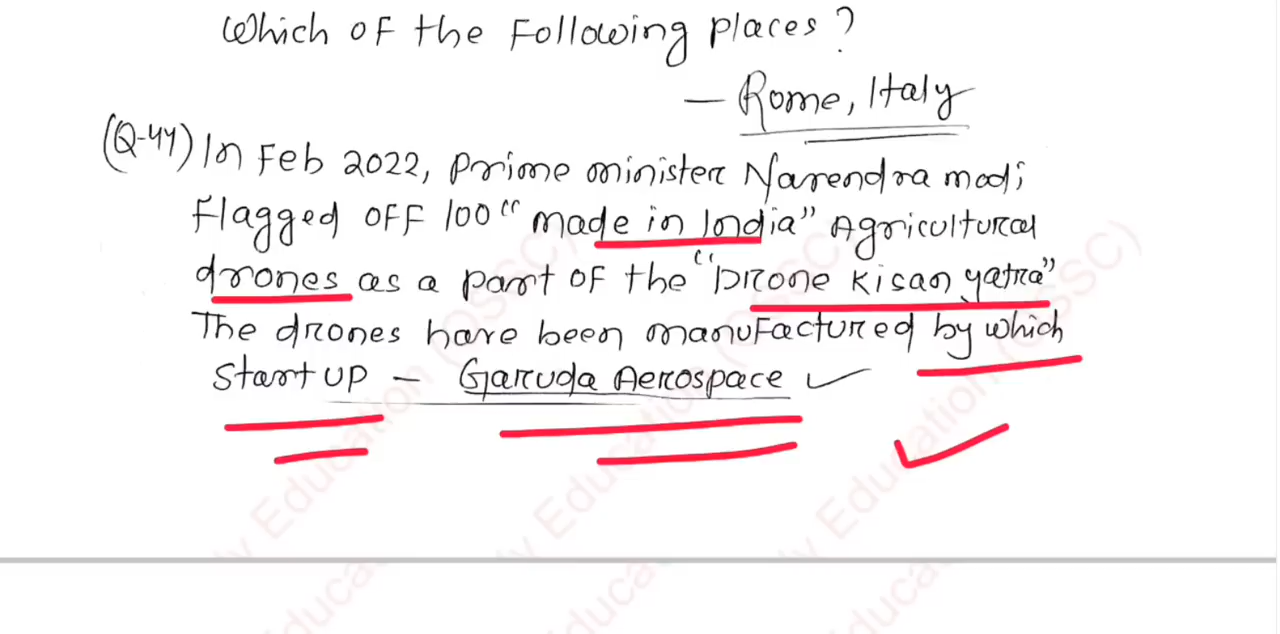 Which of the Following places?
— Rome, Italy
(Q-44) In Feb 2022, prime minister Narendra modi
Flagged OFF 100 "made in India" Agricultural
drones as a part of the "Drone Kisan yatra"
The drones have been manufactured by which
Start UP — Garuda Aerospace ✓
Education (OSSC)